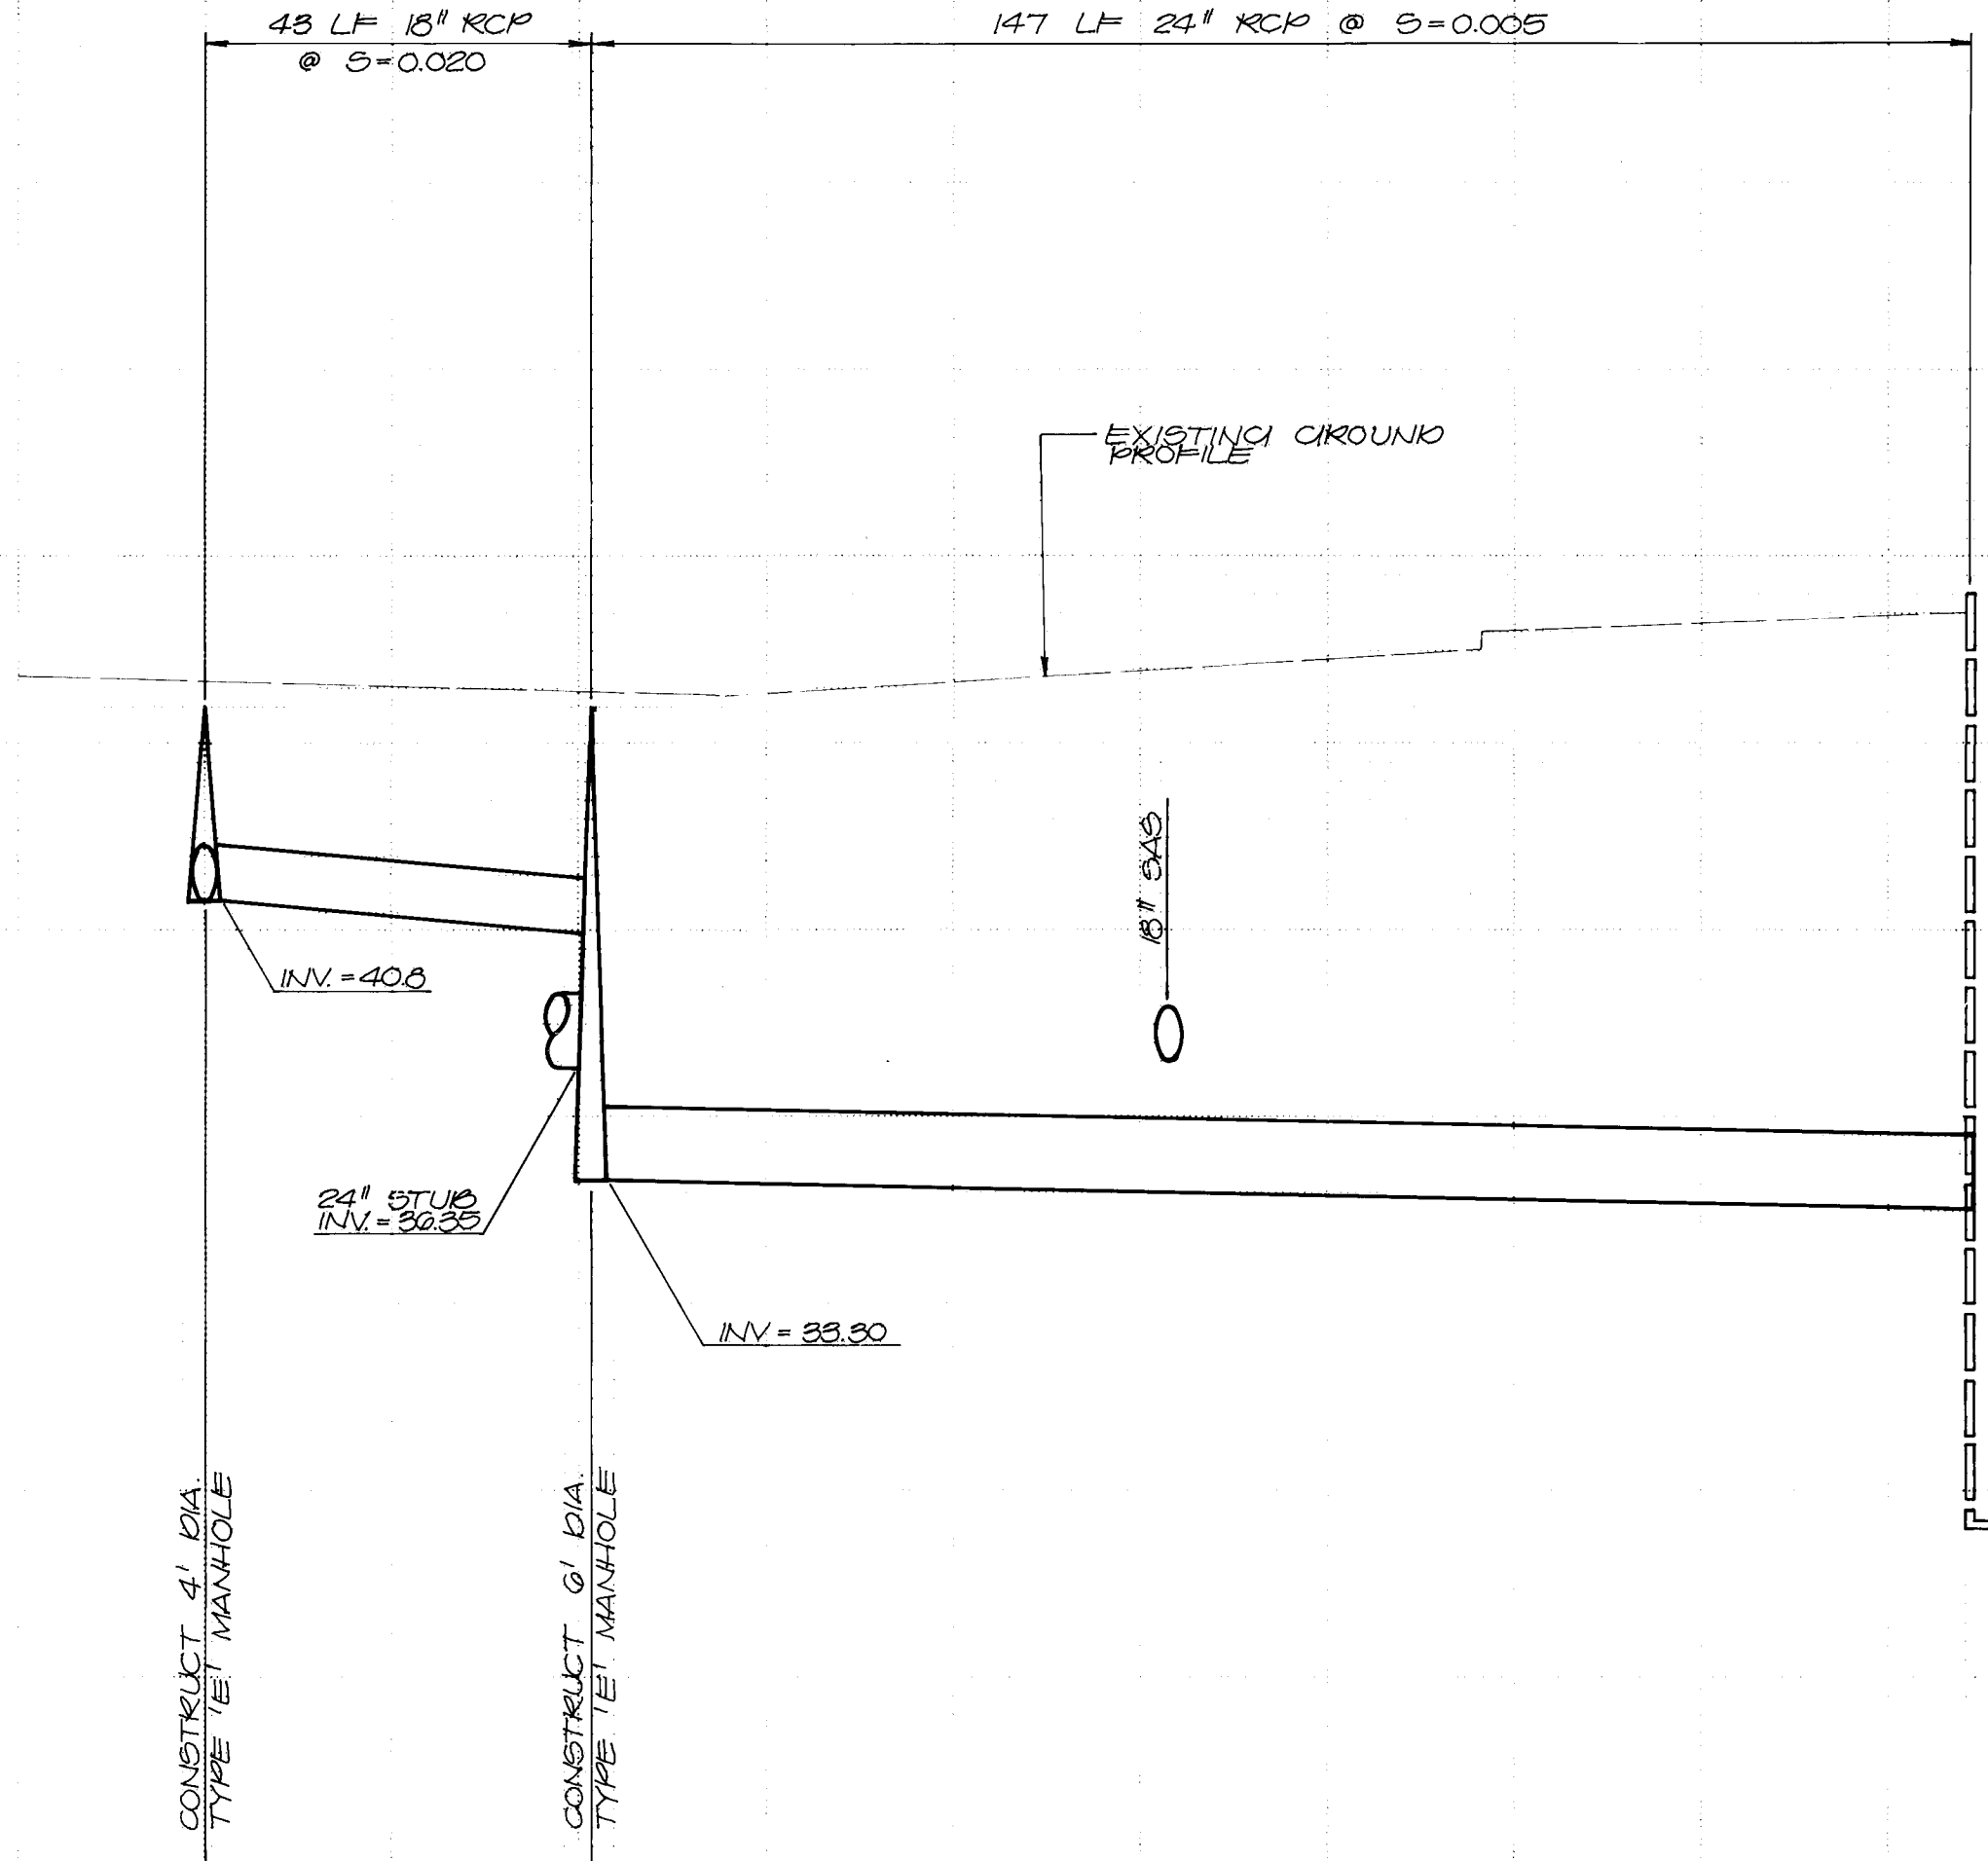 43 LF 18" RCP
@ S=0.020
147 LF 24" RCP @ S=0.005
EXISTING GROUND
PROFILE
18" SAS
INV. = 40.8
24" STUB
INV. = 36.35
INV = 33.30
CONSTRUCT 4' DIA.
TYPE 'E' MANHOLE
CONSTRUCT 6' DIA.
TYPE 'E' MANHOLE